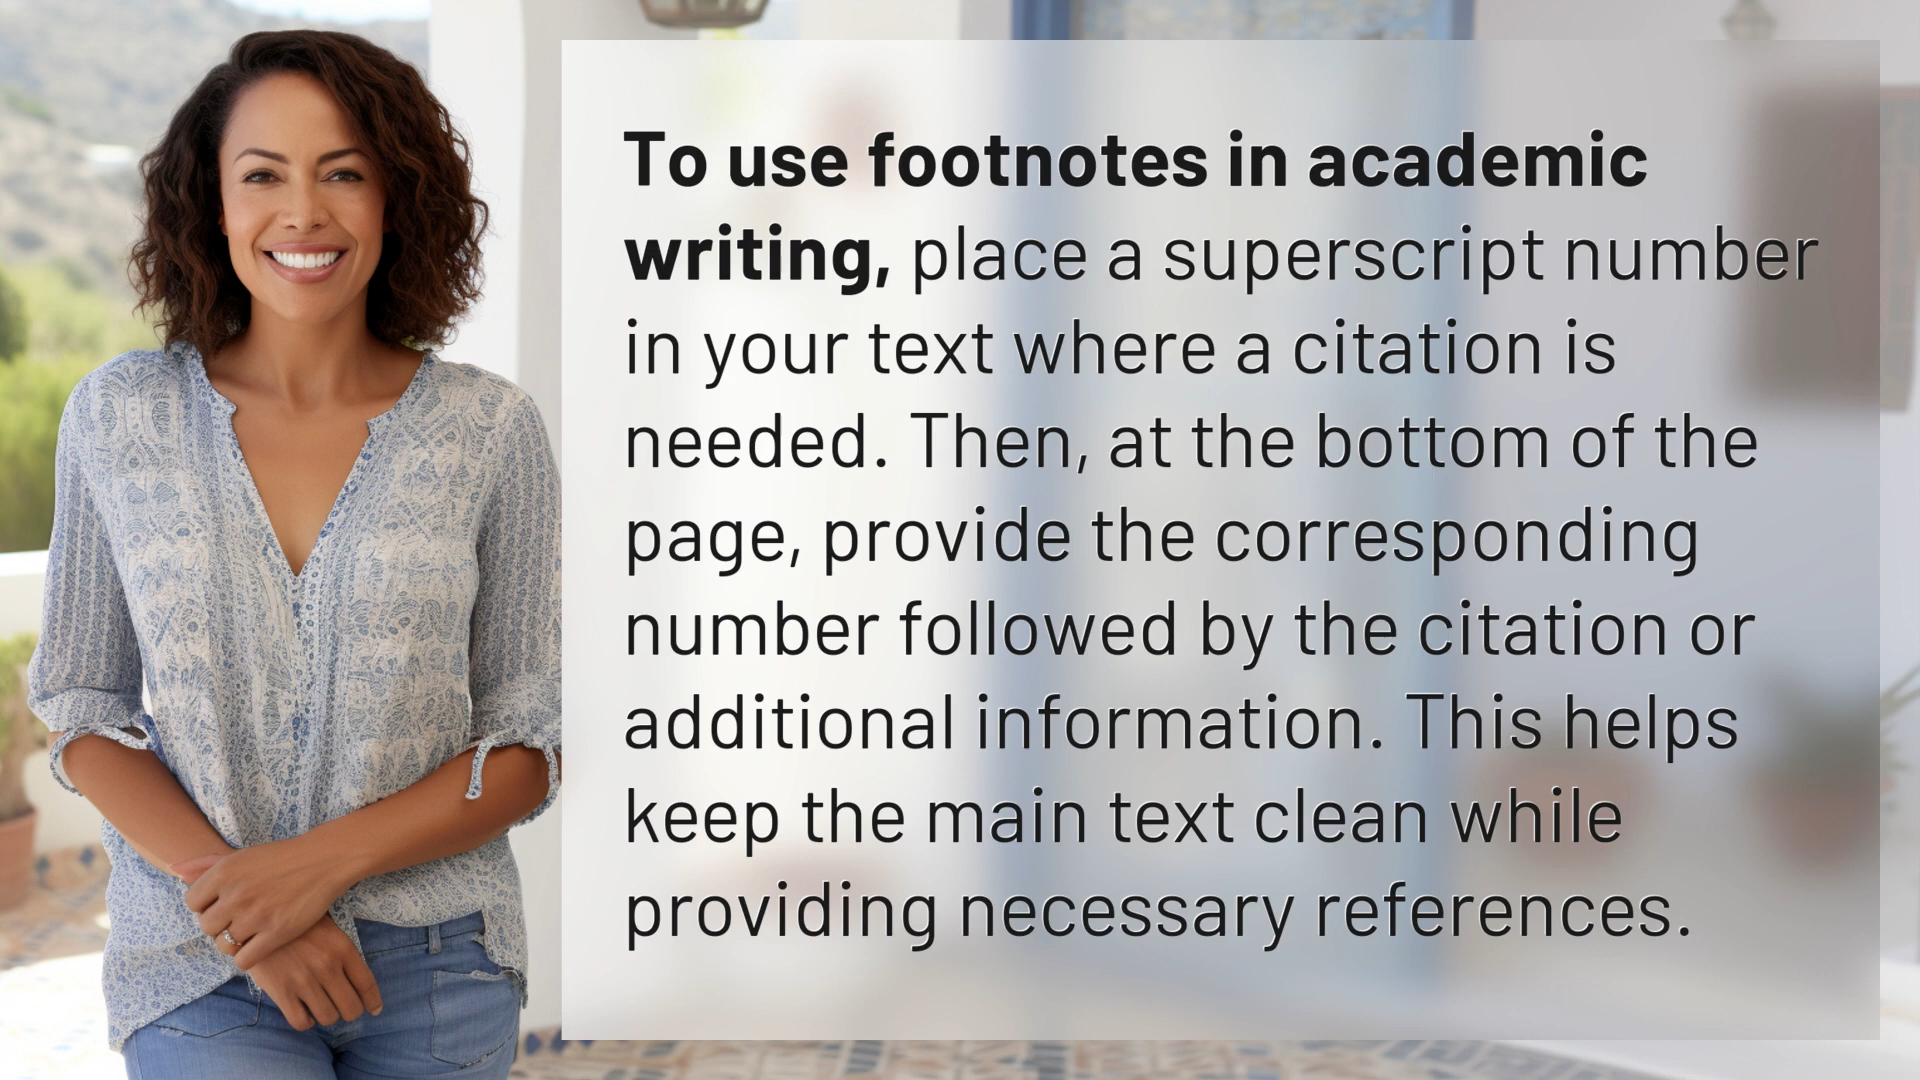 To use footnotes in academic
writing, place a superscript number
in your text where a citation is
needed. Then, at the bottom of the
page, provide the corresponding
number followed by the citation or
additional information. This helps
keep the main text clean while
providing necessary references.